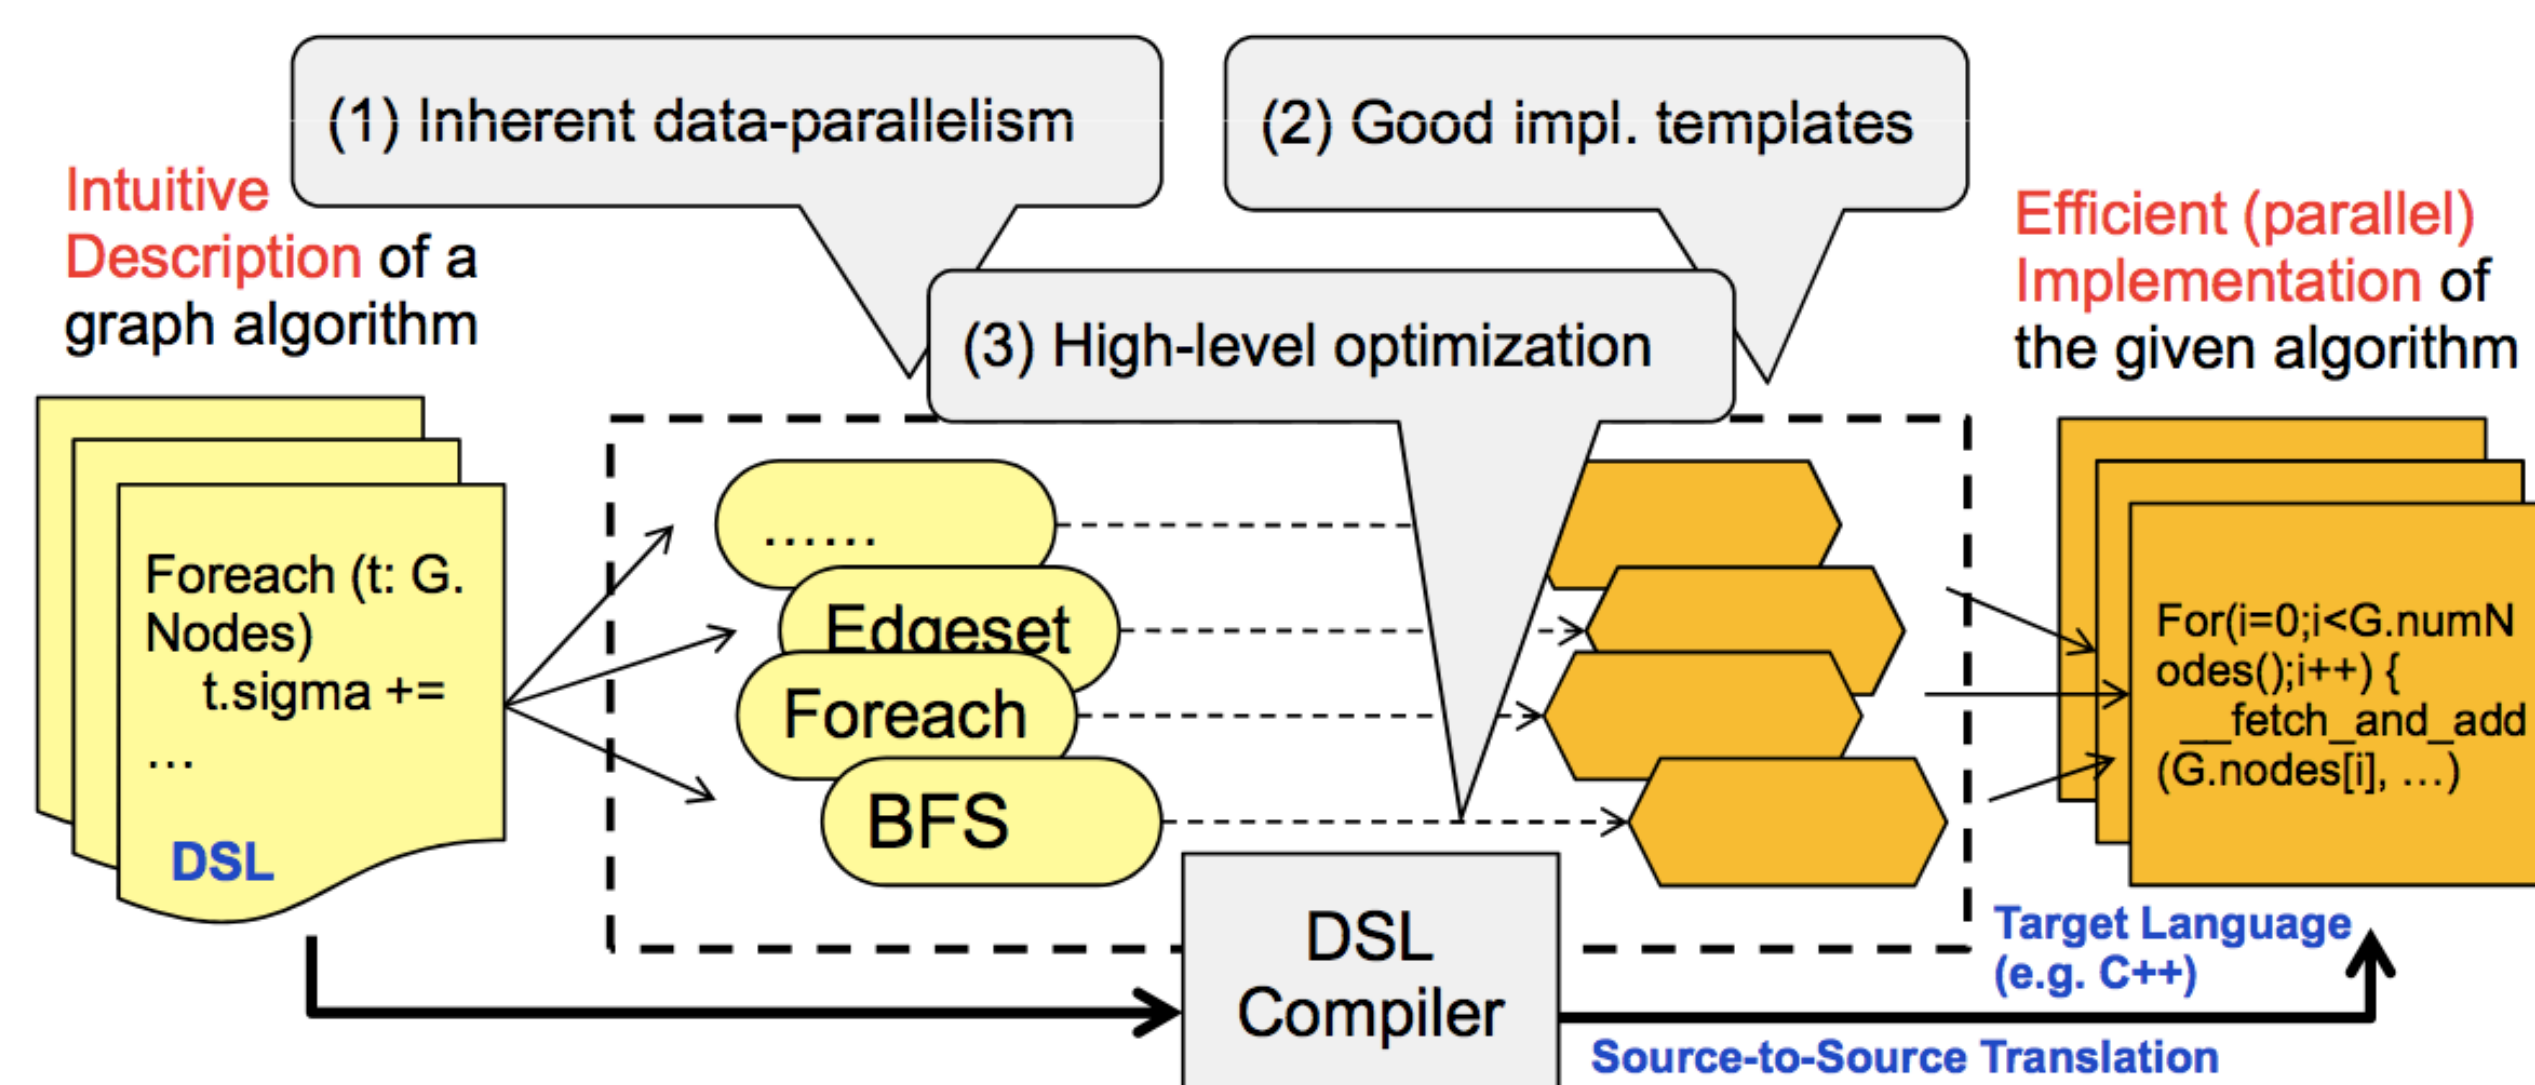 (1) Inherent data-parallelism
(2) Good impl. templates
Intuitive
Description of a
graph algorithm
Efficient (parallel)
Implementation of
the given algorithm
(3) High-level optimization
Foreach (t: G.
Nodes)
t.sigma +=
...
DSL
......
Edgeset
Foreach
BFS
For(i=0;i<G.numN
odes();i++) {
__fetch_and_add
(G.nodes[i], ...)
DSL
Compiler
Target Language
(e.g. C++)
Source-to-Source Translation